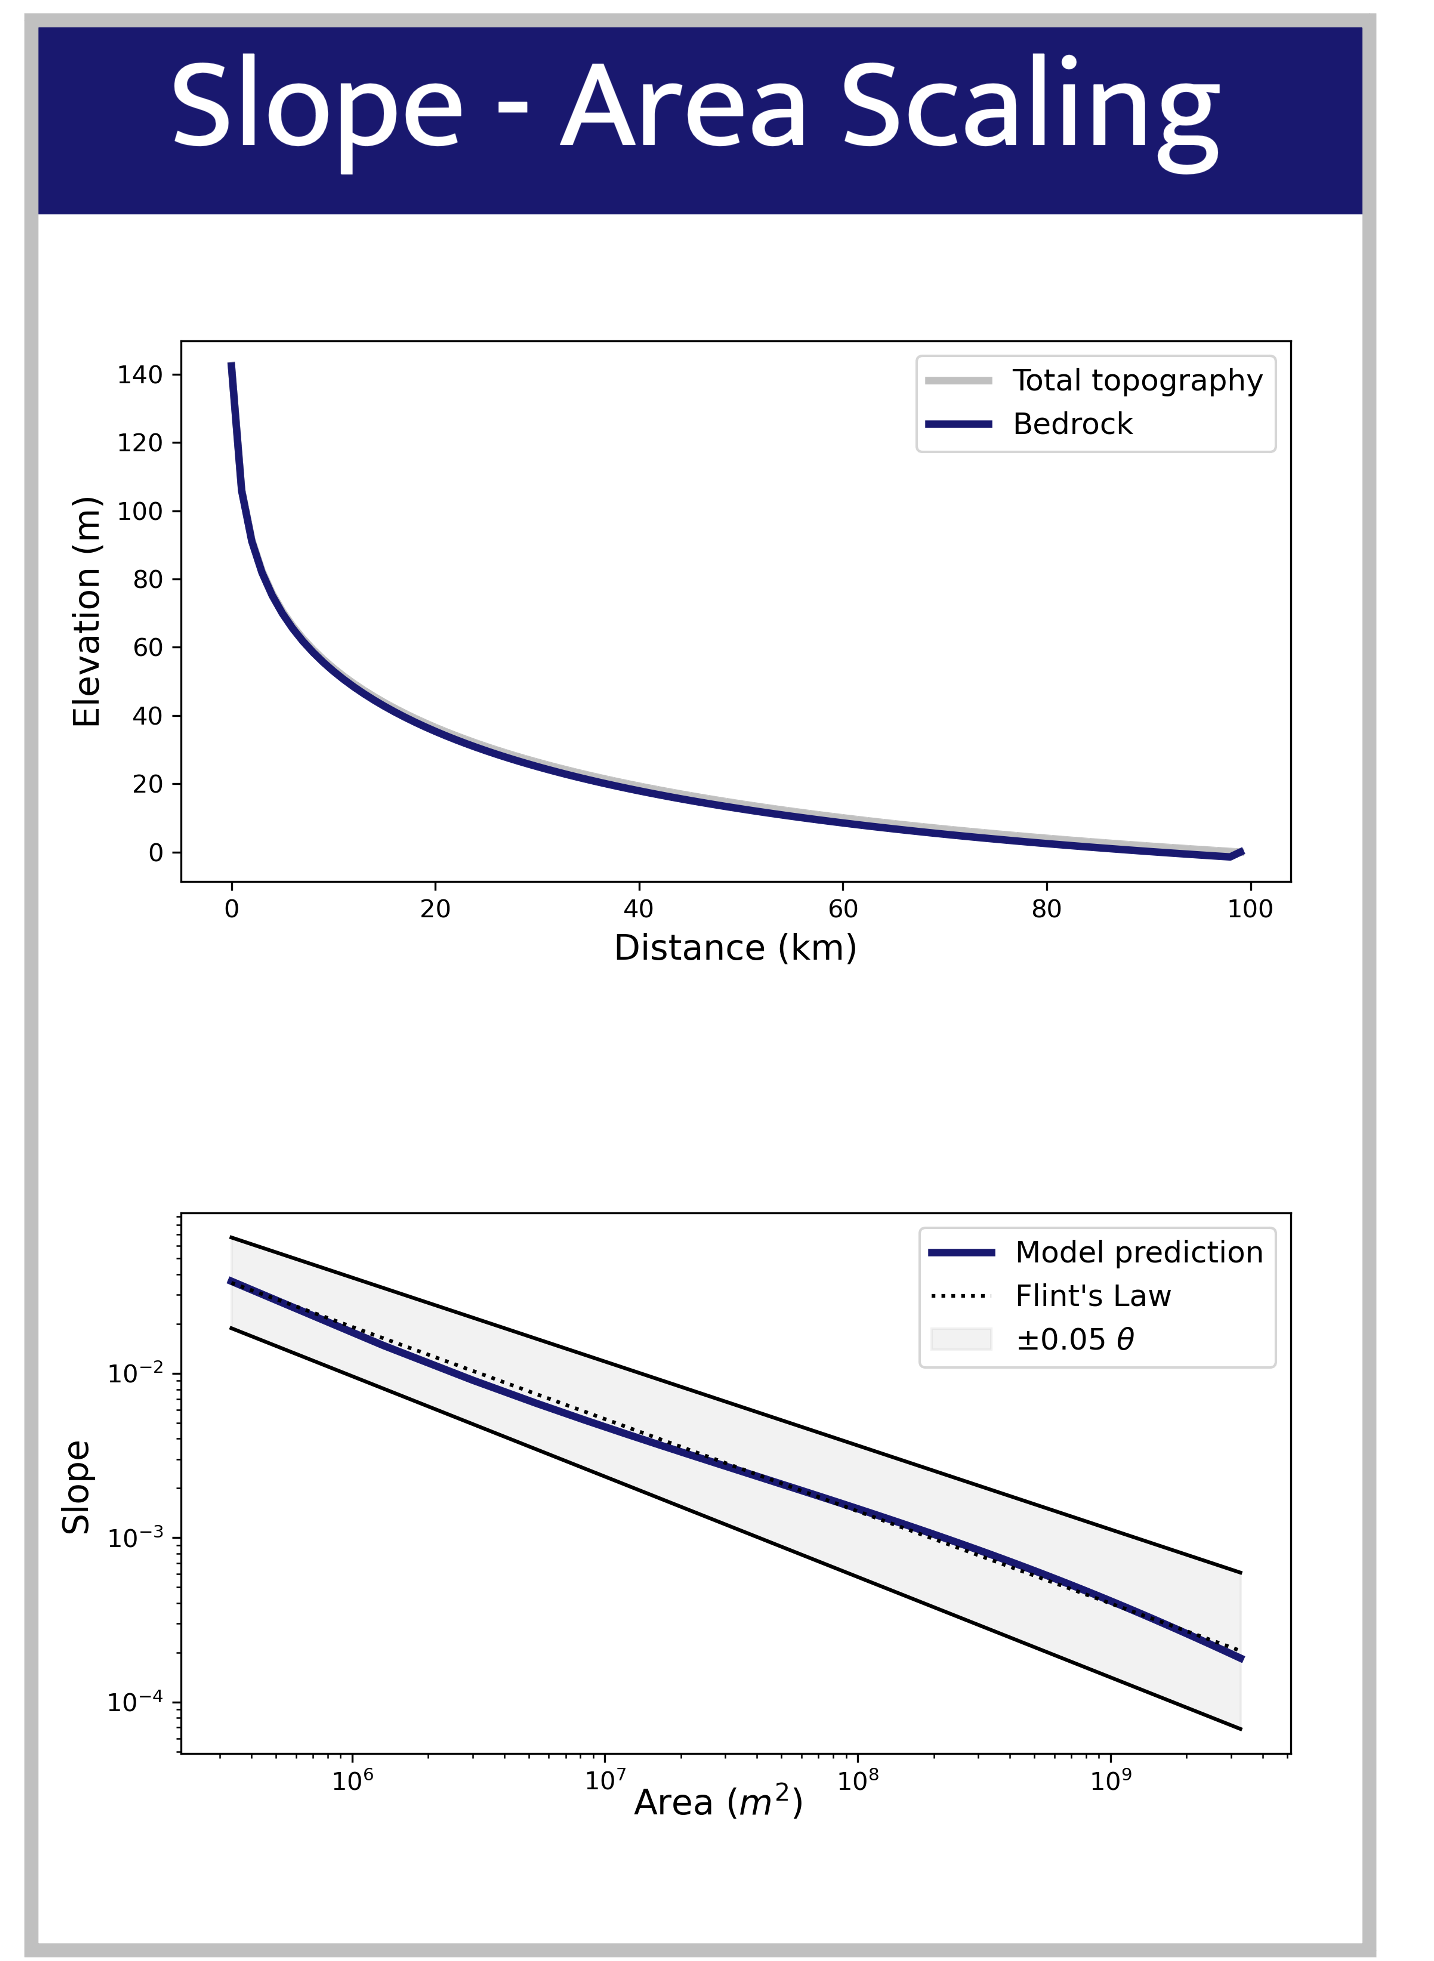 Slope - Area Scaling
Total topography
Bedrock
Elevation (m)
140
120
100
80
60
40
20
0
0 20 40 60 80 100
Distance (km)
Model prediction
Flint's Law
±0.05 θ
Slope
10⁻²
10⁻³
10⁻⁴
10⁶ 10⁷ 10⁸ 10⁹
Area (m²)